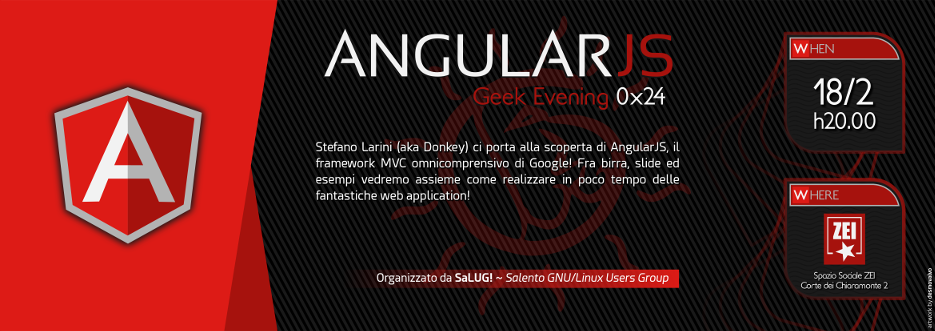 ANGULARJS
Geek Evening 0x24
Stefano Larini (aka Donkey) ci porta alla scoperta di AngularJS, il
framework MVC omnicomprensivo di Google! Fra birra, slide ed
esempi vedremo assieme come realizzare in poco tempo delle
fantastiche web application!
Organizzato da SaLUG! ~ Salento GNU/Linux Users Group
WHEN
18/2
h20.00
WHERE
ZEI
Spazio Sociale ZEI
Corte dei Chiaromonte 2
A